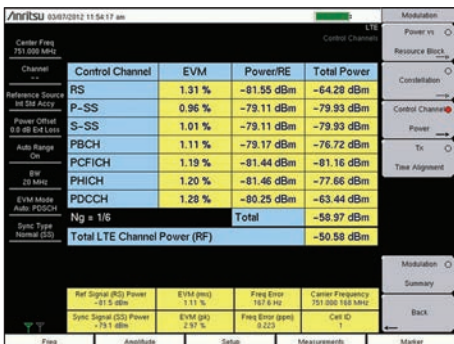 Anritsu 03/07/2012 11:54:17 am
Modulation
LTE
Control Channels
Center Freq
751.000 MHz
Channel
--
Reference Source
Int Std Accy
Power Offset
0.0 dB Ext Loss
Auto Range
On
BW
20 MHz
EVM Mode
Auto: PDSCH
Sync Type
Normal (SS)
Control Channel EVM Power/RE Total Power
RS 1.31 % -81.55 dBm -64.28 dBm
P-SS 0.96 % -79.11 dBm -79.93 dBm
S-SS 1.01 % -79.11 dBm -79.93 dBm
PBCH 1.11 % -79.17 dBm -76.72 dBm
PCFICH 1.19 % -81.44 dBm -81.16 dBm
PHICH 1.20 % -81.46 dBm -77.66 dBm
PDCCH 1.28 % -80.25 dBm -63.44 dBm
Ng = 1/6 Total -58.97 dBm
Total LTE Channel Power (RF) -50.58 dBm
Ref Signal (RS) Power EVM (rms) Freq Error Carrier Frequency
-81.5 dBm 1.11 % 167.6 Hz 751.000 168 MHz
Sync Signal (SS) Power EVM (pk) Freq Error (ppm) Cell ID
-79.1 dBm 2.97 % 0.223 1
Power vs
Resource Block
Constellation
Control Channel
Power
Tx
Time Alignment
Modulation
Summary
Back
Freq Amplitude Setup Measurements Marker